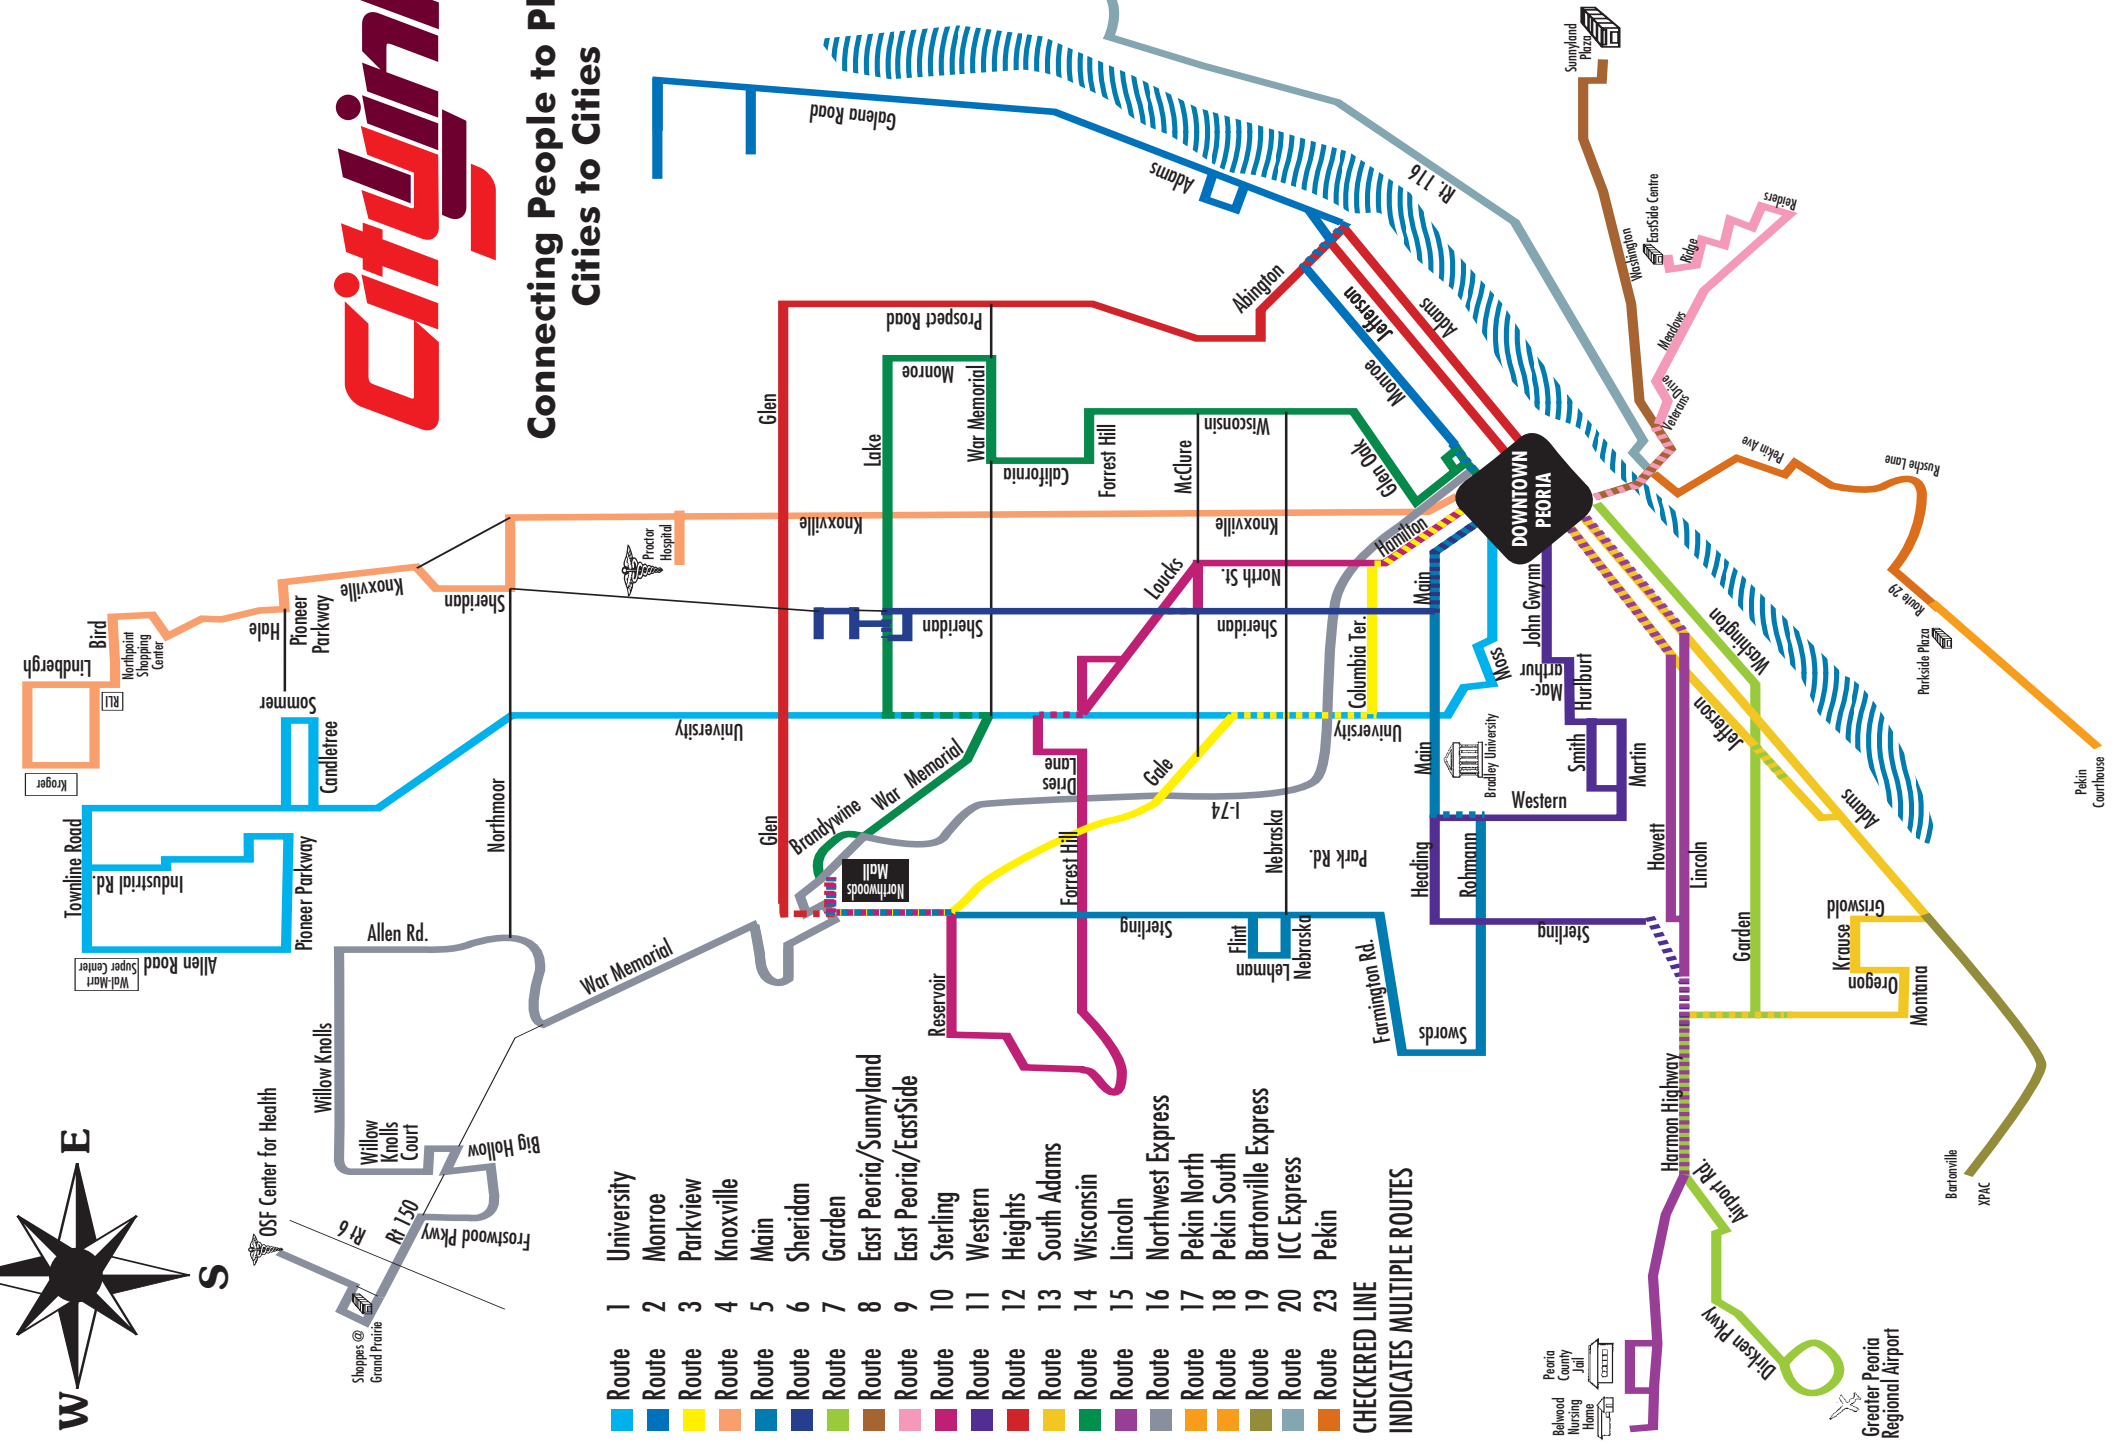 Citylink
Connecting People to Pl
Cities to Cities
E
S
W
OSF Center for Health
Shoppes @
Grand Prairie
Rt 6
Rt 150
Frostwood Pkwy
Big Hollow
Willow
Knolls
Court
Willow Knolls
Allen Rd.
War Memorial
Wal-Mart
Super Center
Allen Road
Pioneer Parkway
Townline Road
Industrial Rd.
Candletree
Sommer
Kroger
Lindbergh
RLI
Bird
Northpoint
Shopping
Center
Hale
Pioneer
Parkway
Knoxville
Sheridan
Northmoor
University
Proctor
Hospital
Glen
Glen
Knoxville
Lake
Monroe
Prospect Road
War Memorial
California
Forrest Hill
McClure
Wisconsin
Glen Oak
Knoxville
Hamilton
Loucks
North St.
Sheridan
Sheridan
Columbia Ter.
University
Brandywine
War Memorial
Northwoods
Mall
Dries
Lane
Gale
I-74
Forrest Hill
Nebraska
Park Rd.
Sterling
Reservoir
Flint
Lehman
Nebraska
Farmington Rd.
Swords
Heading
Rohmann
Main
Main
Bradley University
Western
Moss
John Gwynn
Mac-
arthur
Hurlburt
Smith
Martin
Sterling
Howett
Lincoln
Garden
Jefferson
Washington
Adams
Griswold
Krause
Oregon
Montana
Harmon Highway
Airport Rd.
Dirksen Pkwy
Greater Peoria
Regional Airport
Peoria
County
Jail
Belwood
Nursing
Home
Bartonville
XPAC
DOWNTOWN
PEORIA
Monroe
Jefferson
Adams
Abington
Adams
Galena Road
Rt. 116
Sunnyland
Plaza
Washington
EastSide Centre
Ridge
Reiders
Meadows
Veterans
Drive
Pekin Ave
Rusche Lane
Route 29
Parkside Plaza
Pekin
Courthouse
Route 1 University
Route 2 Monroe
Route 3 Parkview
Route 4 Knoxville
Route 5 Main
Route 6 Sheridan
Route 7 Garden
Route 8 East Peoria/Sunnyland
Route 9 East Peoria/EastSide
Route 10 Sterling
Route 11 Western
Route 12 Heights
Route 13 South Adams
Route 14 Wisconsin
Route 15 Lincoln
Route 16 Northwest Express
Route 17 Pekin North
Route 18 Pekin South
Route 19 Bartonville Express
Route 20 ICC Express
Route 23 Pekin
CHECKERED LINE
INDICATES MULTIPLE ROUTES